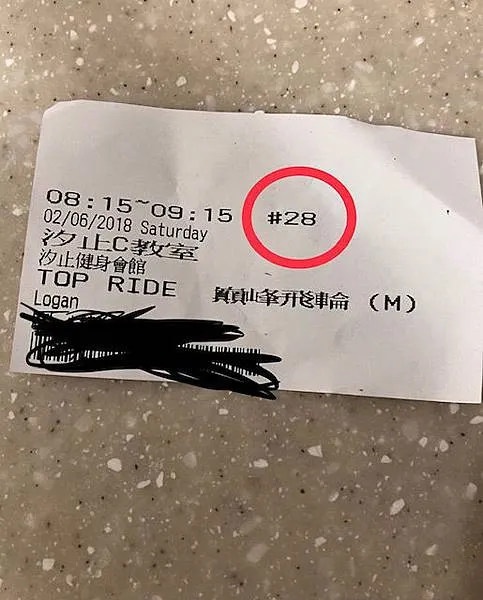 08:15~09:15 #28
02/06/2018 Saturday
汐止C教室
汐止健身會館
TOP RIDE 顛峰飛輪 (M)
Logan